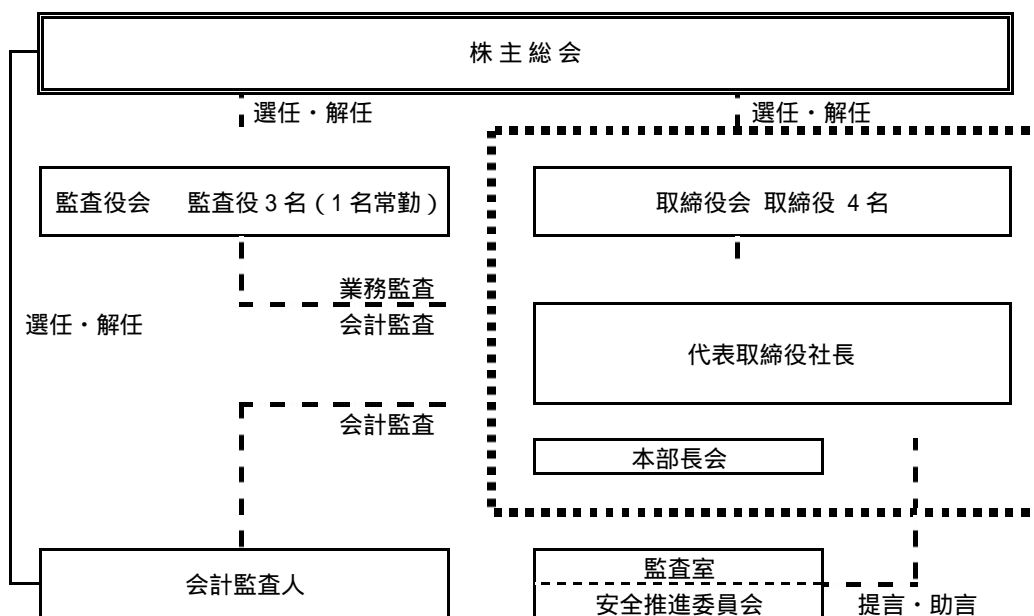 株主総会
選任・解任
選任・解任
監査役会 監査役3名(1名常勤)
取締役会 取締役 4名
業務監査
会計監査
選任・解任
代表取締役社長
会計監査
本部長会
会計監査人
監査室
安全推進委員会
提言・助言